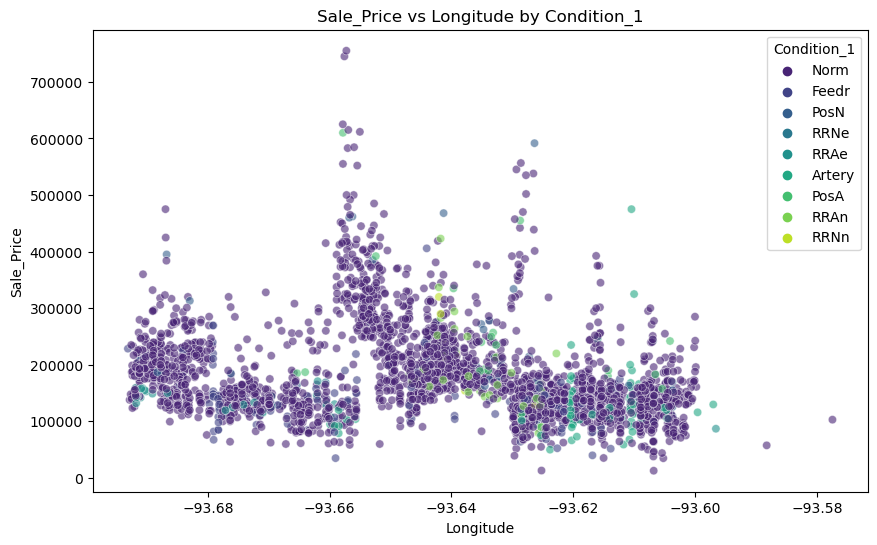 Sale_Price vs Longitude by Condition_1
Condition_1
Norm
Feedr
PosN
RRNe
RRAe
Artery
PosA
RRAn
RRNn
Sale_Price
700000
600000
500000
400000
300000
200000
100000
0
−93.68 −93.66 −93.64 −93.62 −93.60 −93.58
Longitude